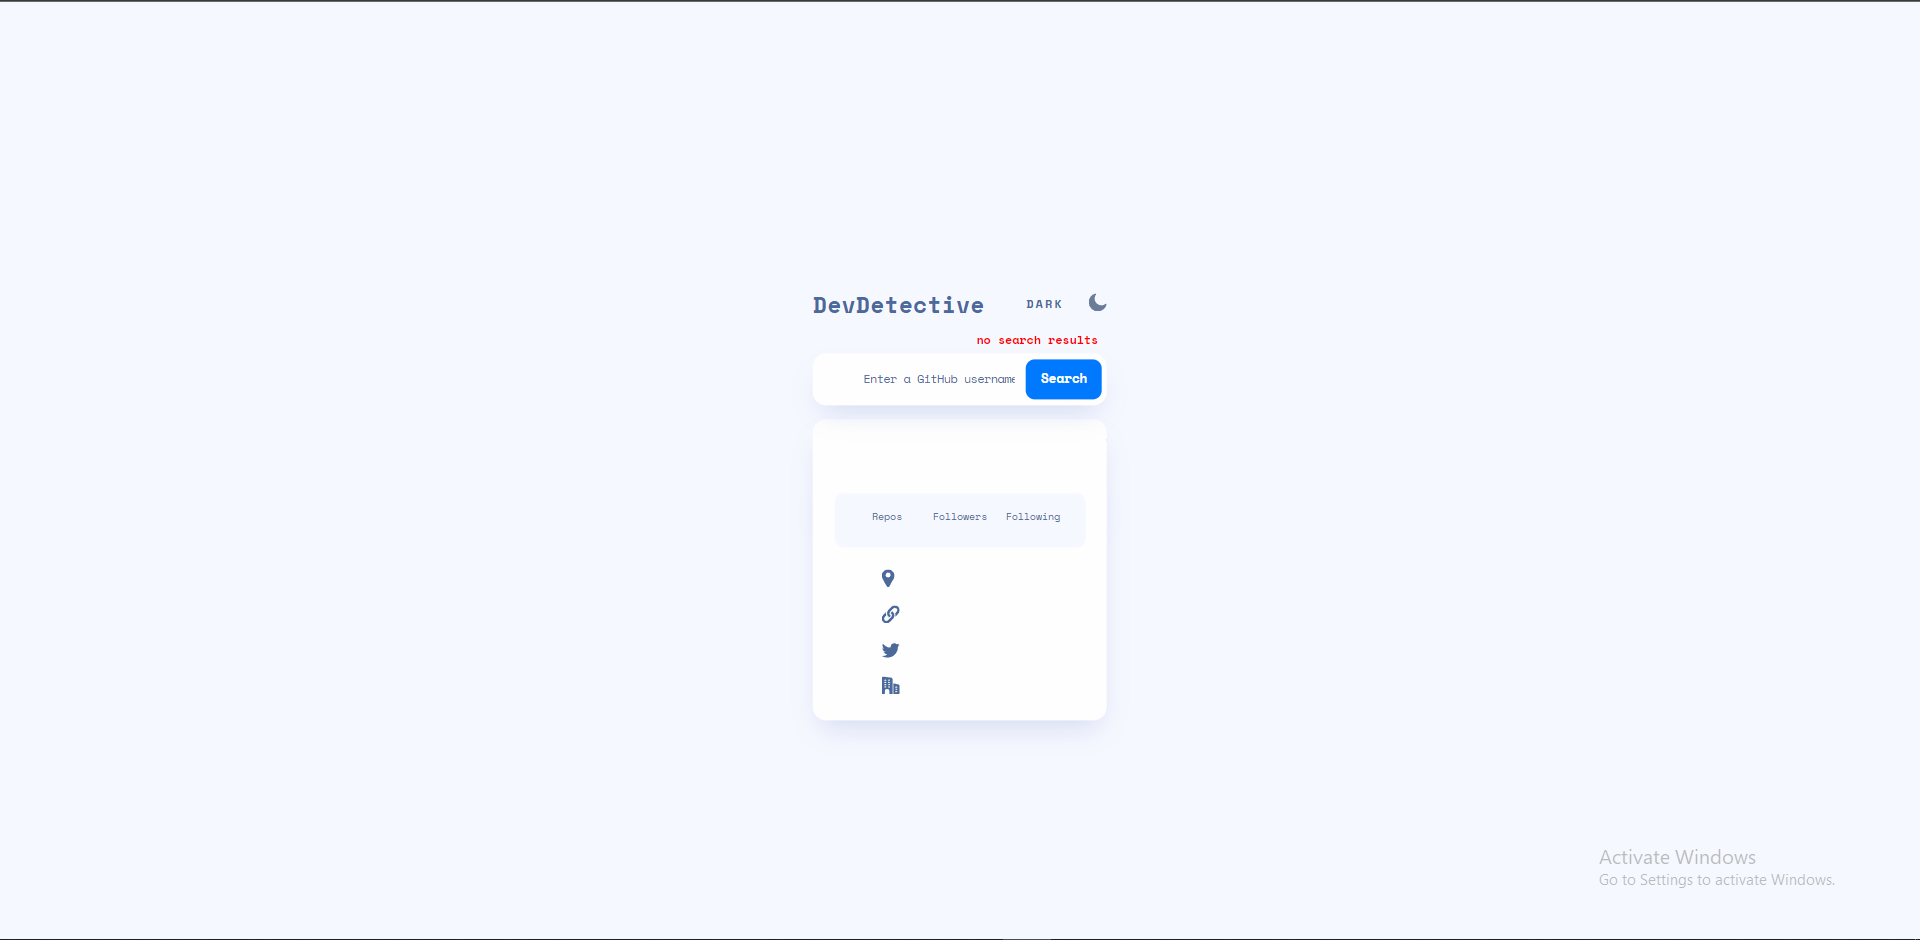 DevDetective DARK
no search results
Enter a GitHub username Search
Repos Followers Following
Activate Windows
Go to Settings to activate Windows.